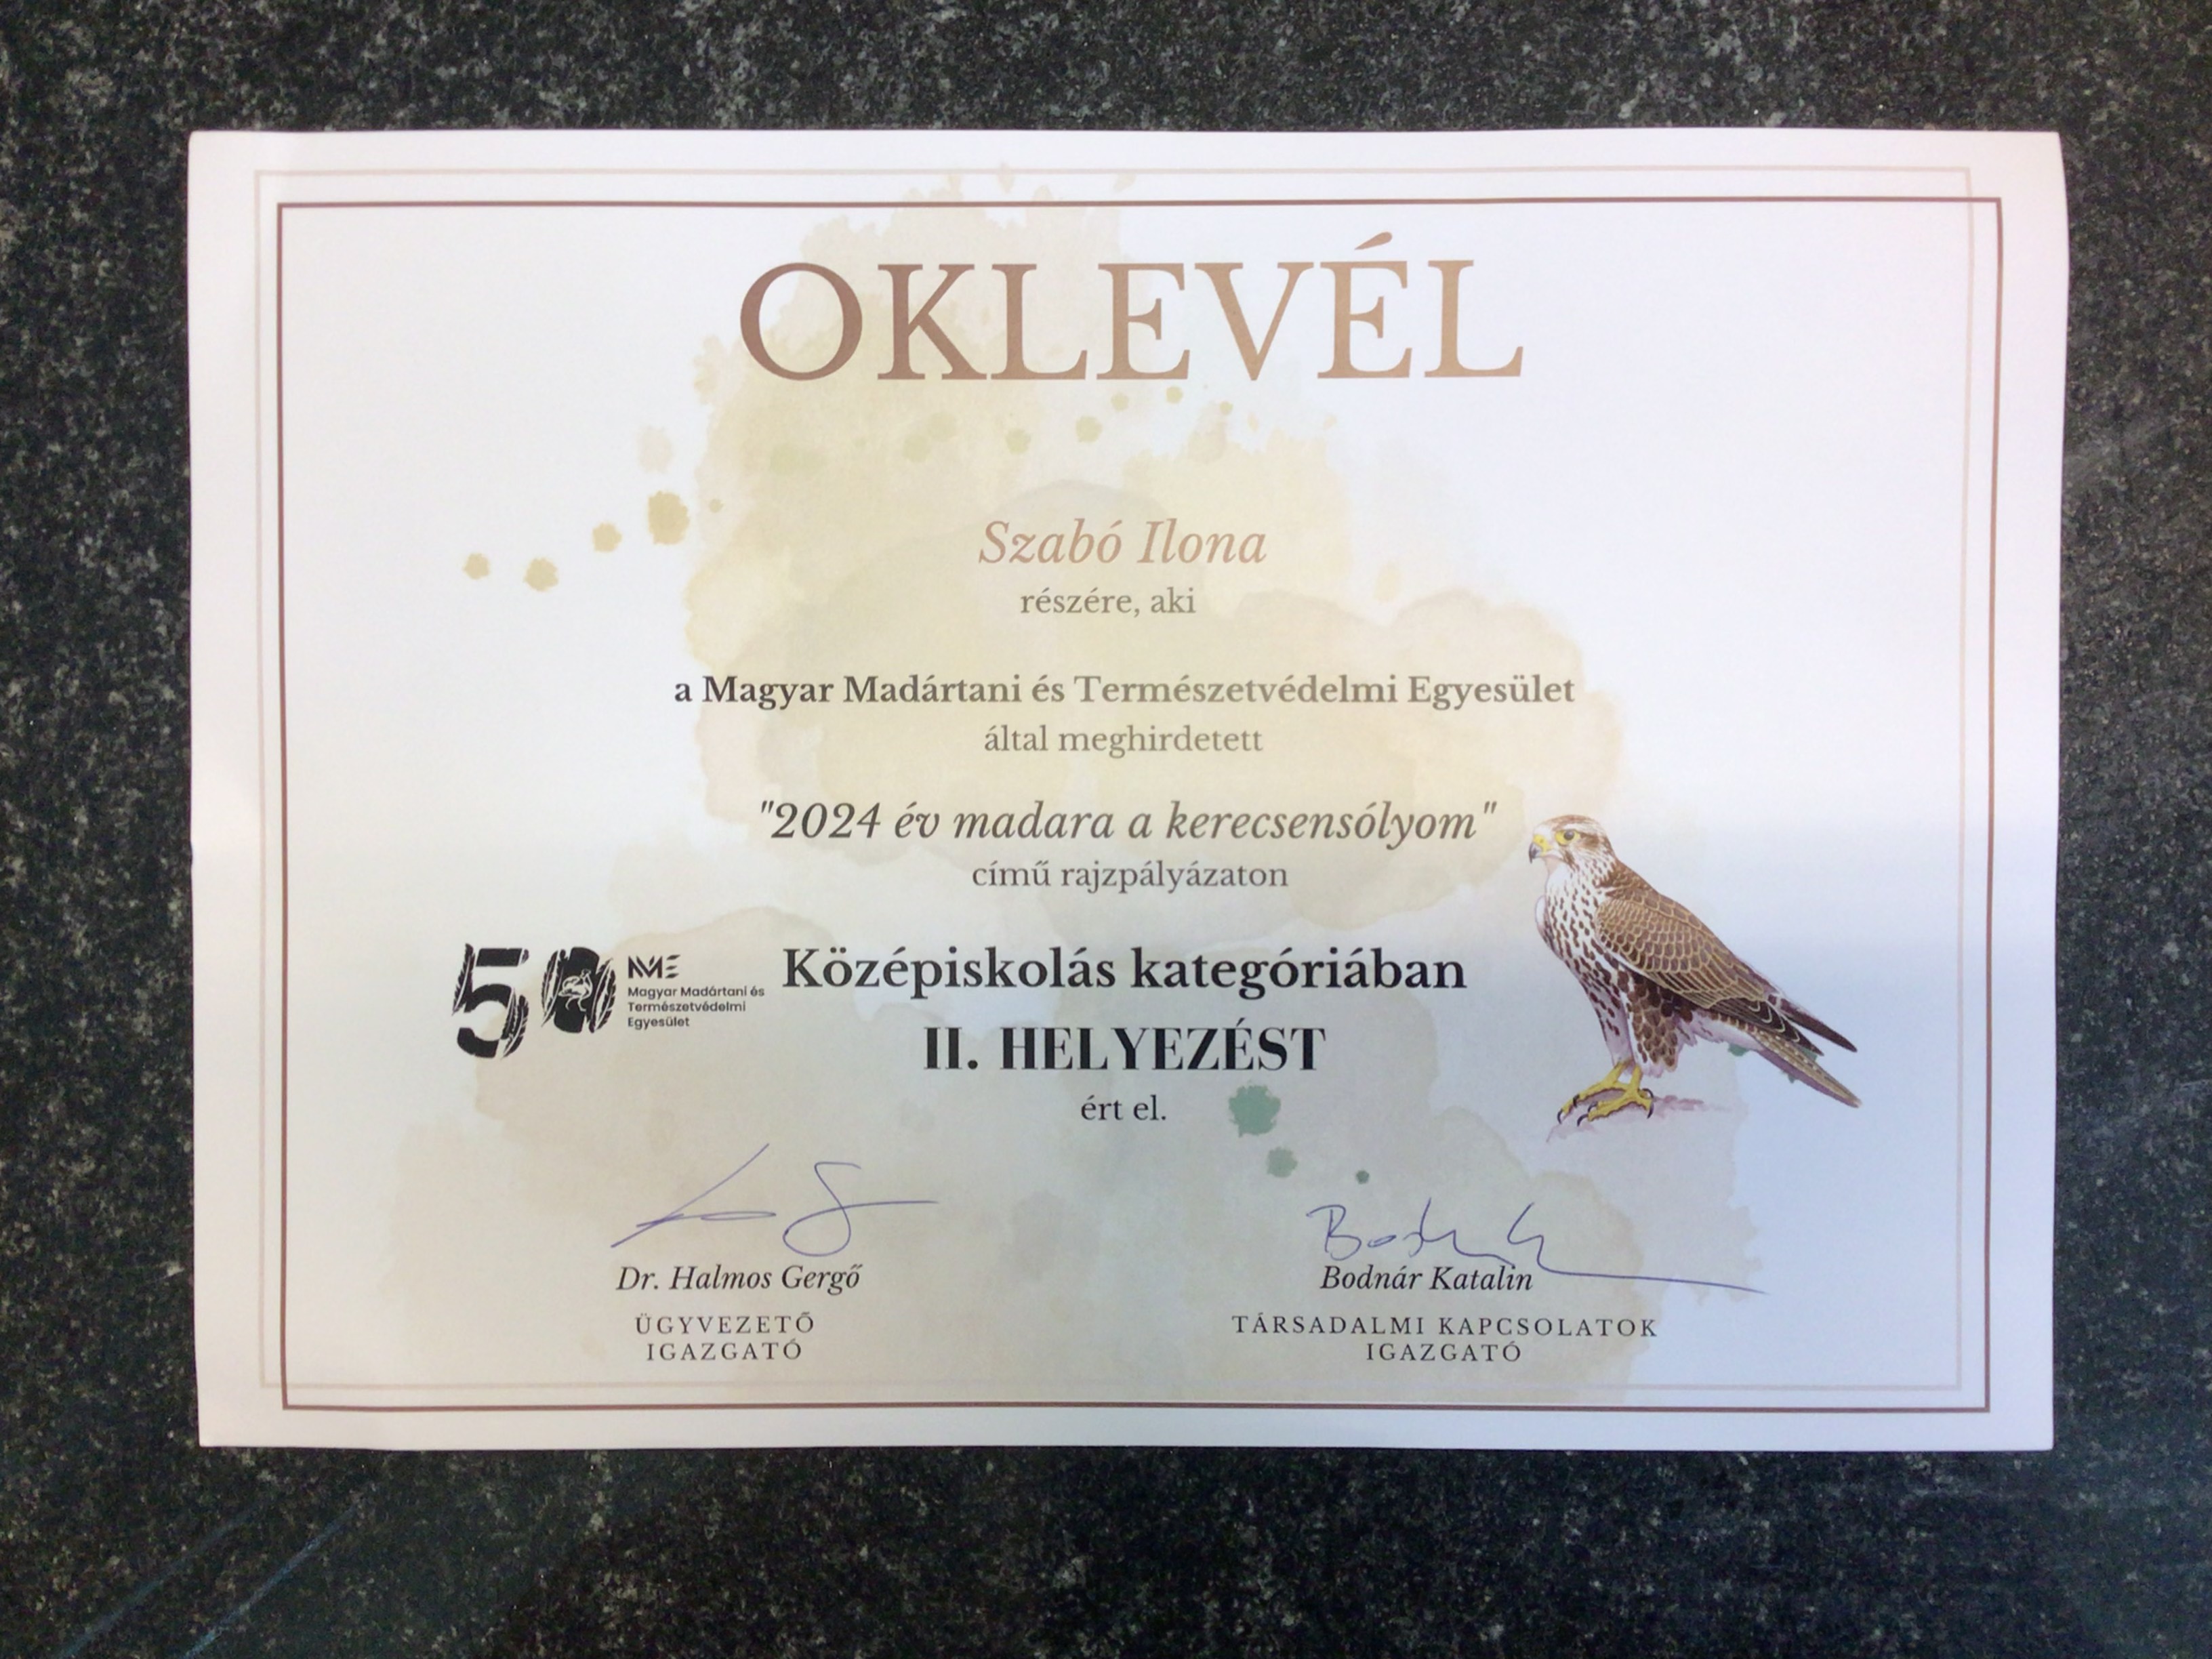 OKLEVÉL
Szabó Ilona
részére, aki
a Magyar Madártani és Természetvédelmi Egyesület
által meghirdetett
"2024 év madara a kerecsensólyom"
című rajzpályázaton
50
MME
Magyar Madártani és
Természetvédelmi
Egyesület
Középiskolás kategóriában
II. HELYEZÉST
ért el.
Dr. Halmos Gergő
ÜGYVEZETŐ
IGAZGATÓ
Bodnár Katalin
TÁRSADALMI KAPCSOLATOK
IGAZGATÓ